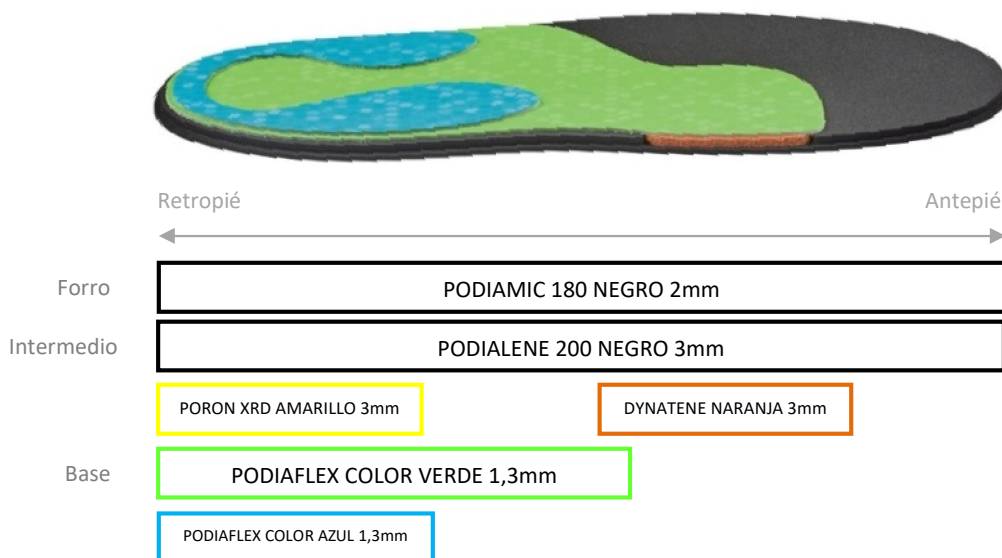 Retropié
Antepié
Forro
PODIAMIC 180 NEGRO 2mm
Intermedio
PODIALENE 200 NEGRO 3mm
PORON XRD AMARILLO 3mm
DYNATENE NARANJA 3mm
Base
PODIAFLEX COLOR VERDE 1,3mm
PODIAFLEX COLOR AZUL 1,3mm